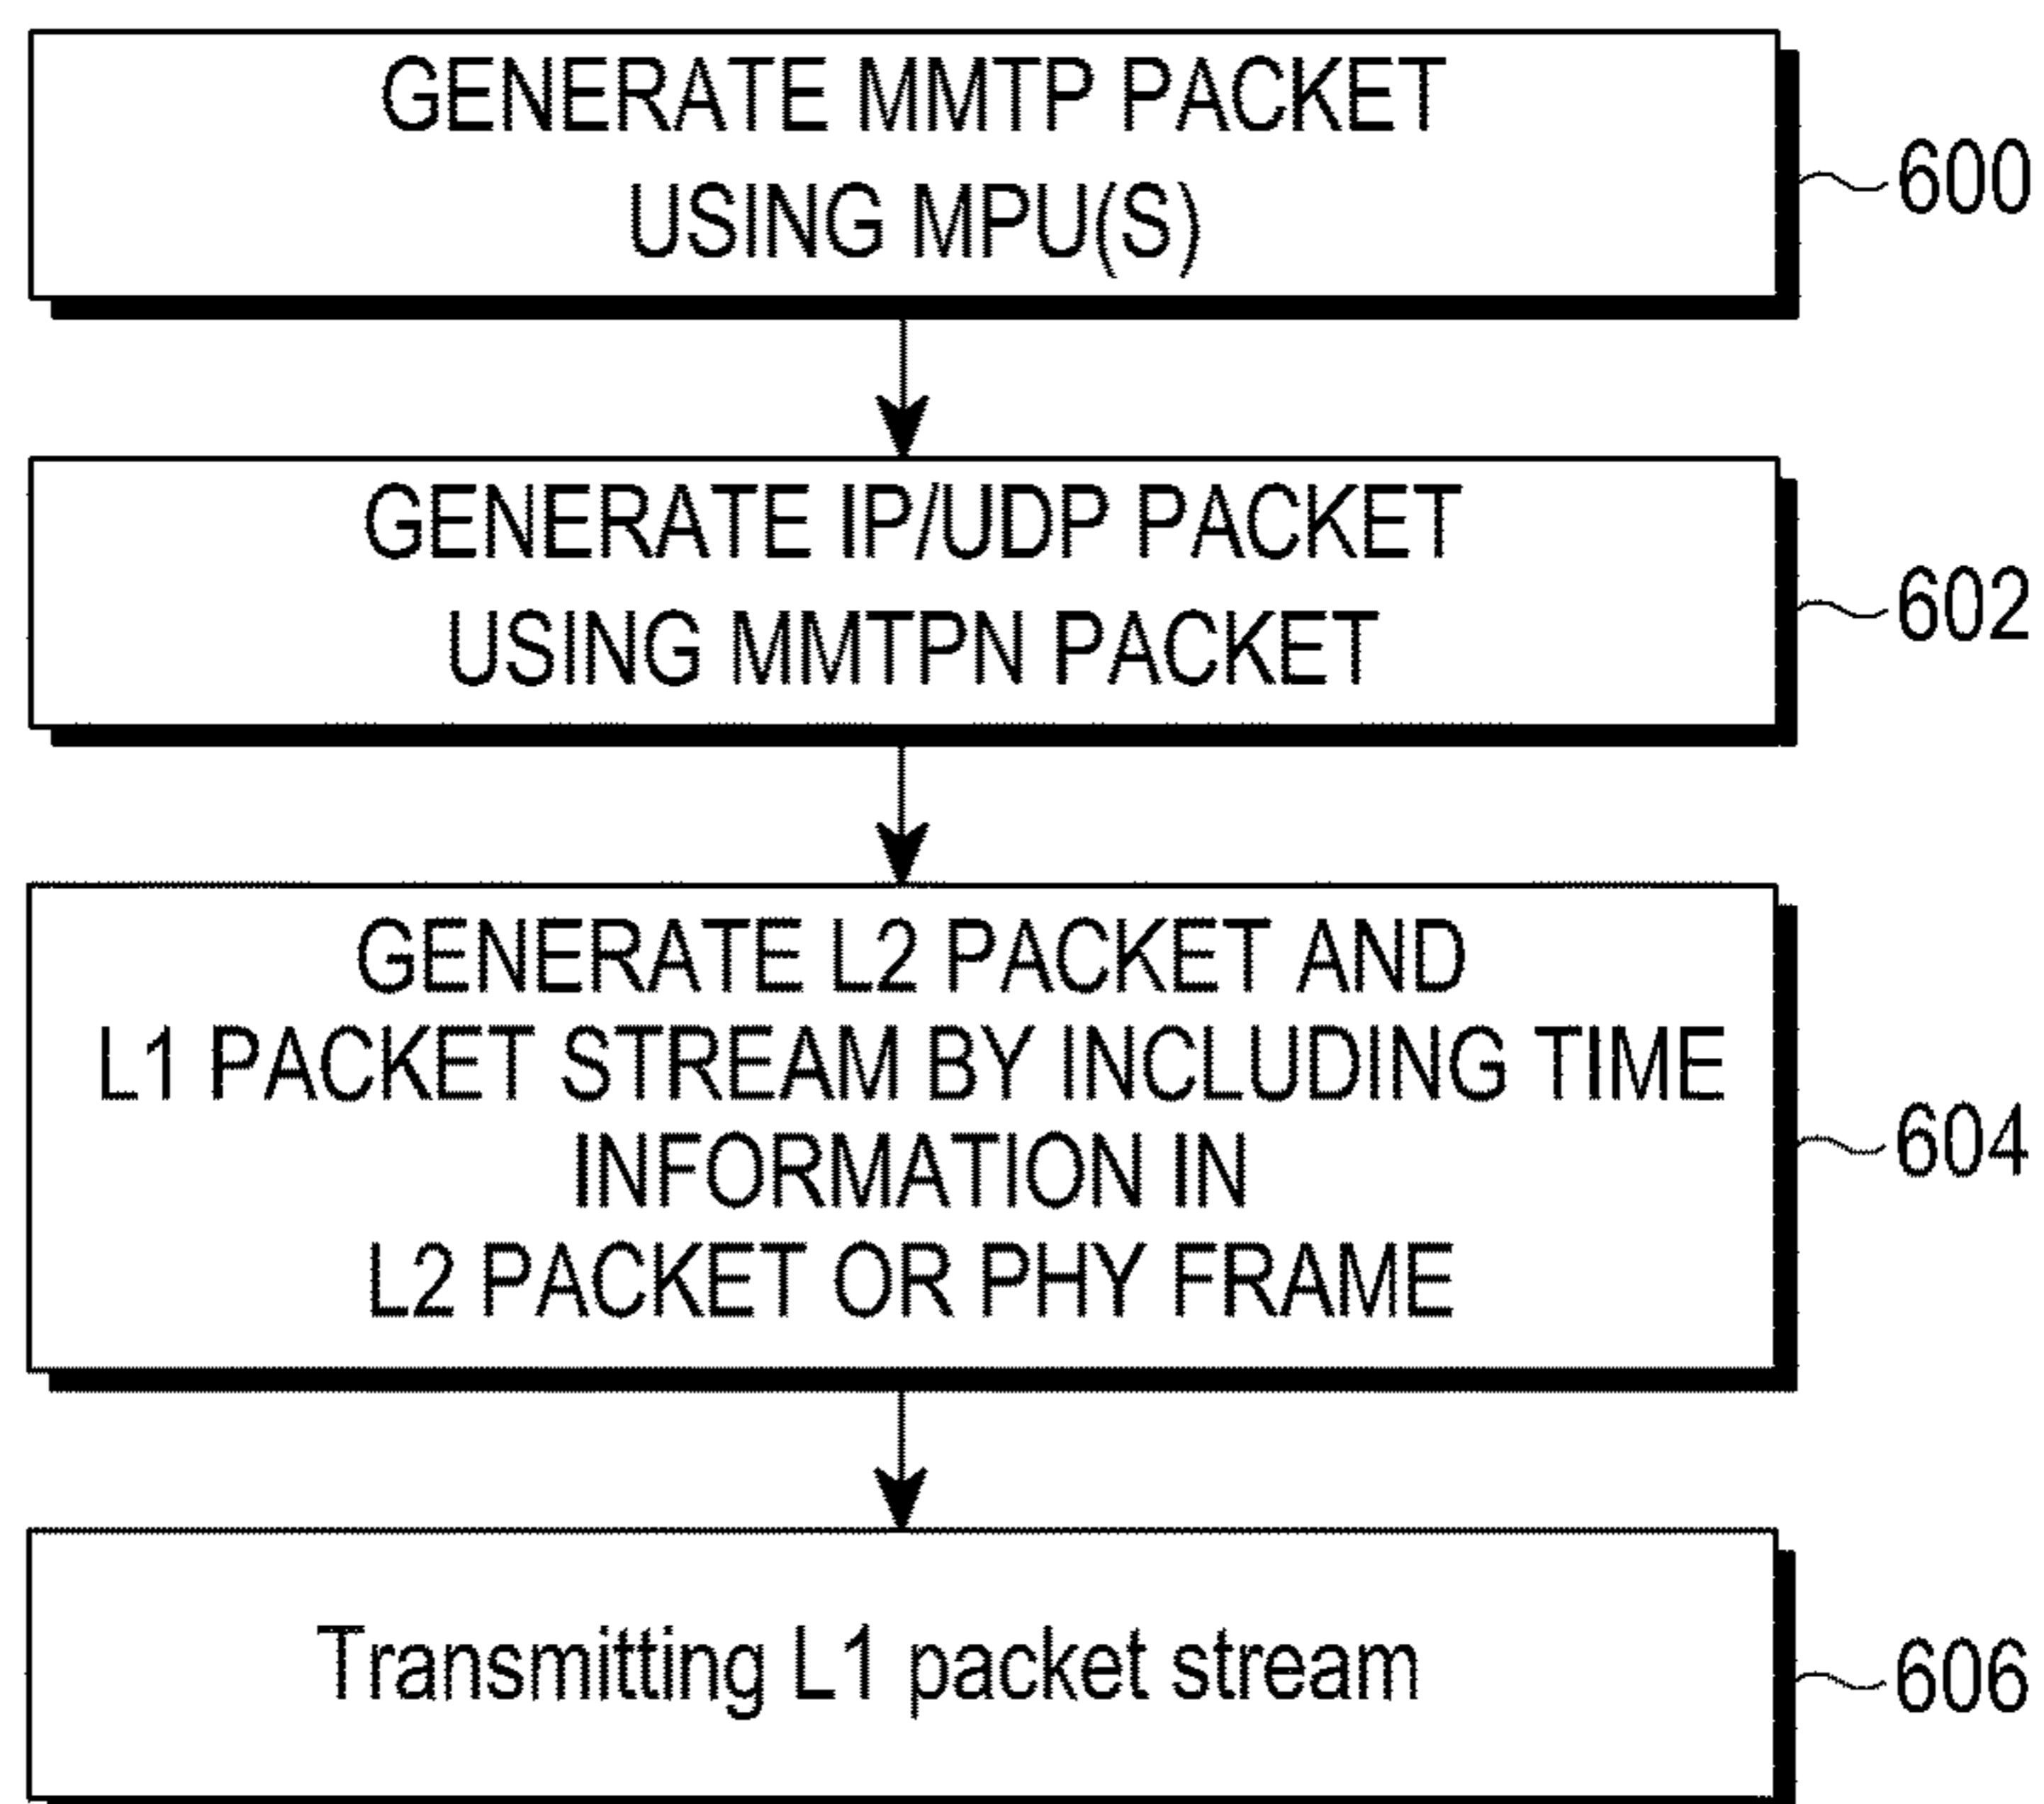 GENERATE MMTP PACKET
USING MPU(S)
600
GENERATE IP/UDP PACKET
USING MMTPN PACKET
602
GENERATE L2 PACKET AND
L1 PACKET STREAM BY INCLUDING TIME
INFORMATION IN
L2 PACKET OR PHY FRAME
604
Transmitting L1 packet stream
606